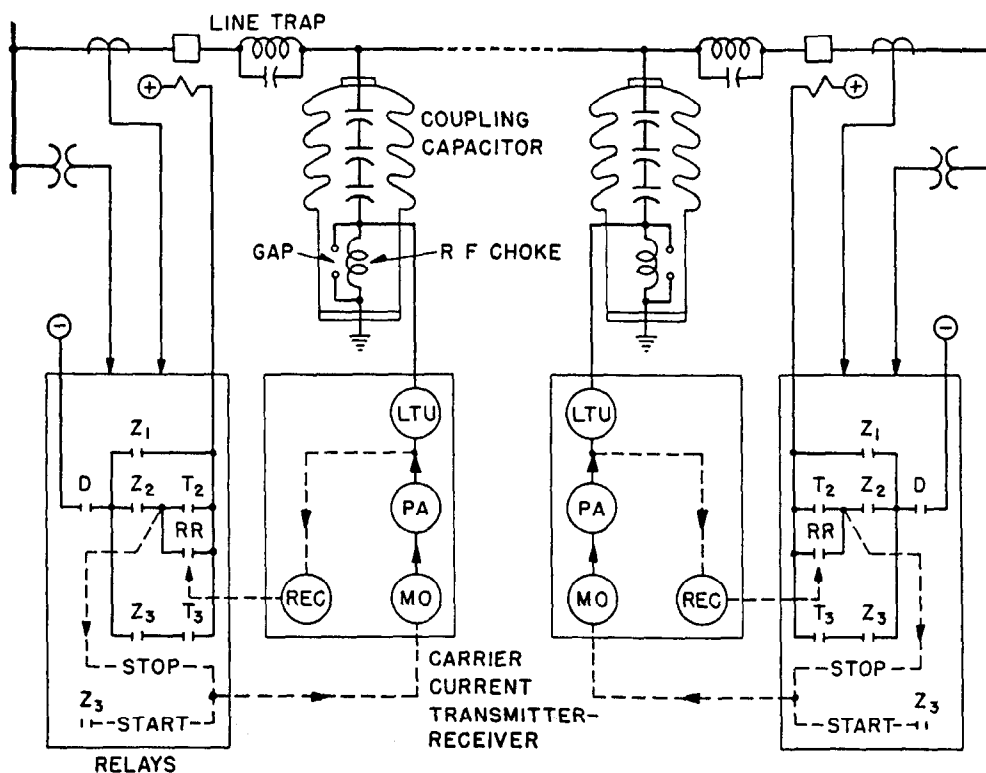 LINE TRAP
+
+
COUPLING
CAPACITOR
GAP
R F CHOKE
−
−
LTU
LTU
Z1
Z1
D
Z2
T2
T2
Z2
D
PA
PA
RR
RR
REC
MO
MO
REC
Z3
T3
T3
Z3
STOP
STOP
CARRIER
CURRENT
TRANSMITTER-
RECEIVER
Z3
START
START
Z3
RELAYS